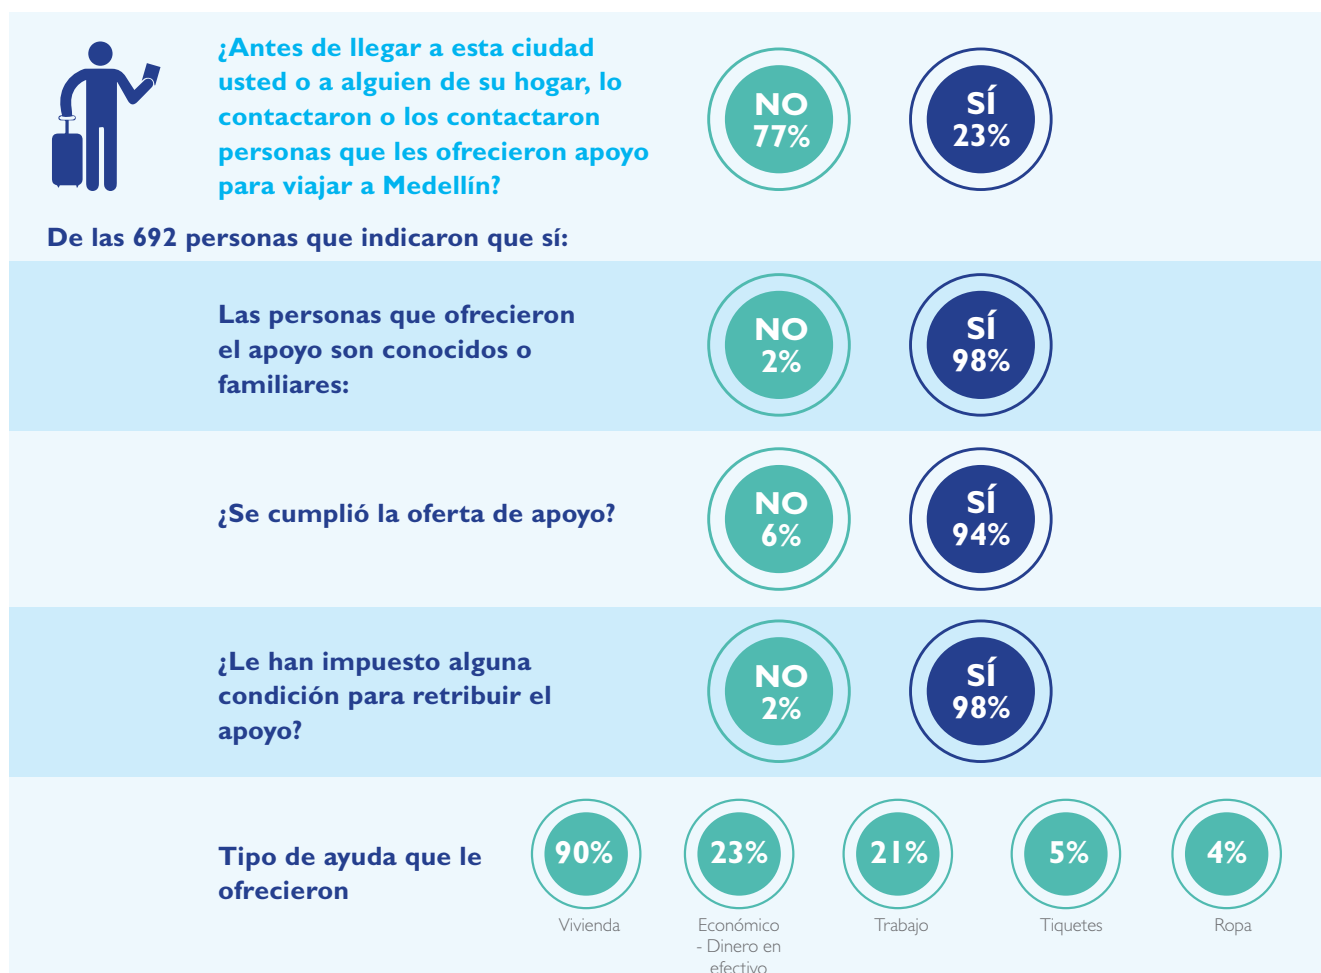 ¿Antes de llegar a esta ciudad
usted o a alguien de su hogar, lo
contactaron o los contactaron
personas que les ofrecieron apoyo
para viajar a Medellín?
NO
77%
SÍ
23%
De las 692 personas que indicaron que sí:
Las personas que ofrecieron
el apoyo son conocidos o
familiares:
NO
2%
SÍ
98%
¿Se cumplió la oferta de apoyo?
NO
6%
SÍ
94%
¿Le han impuesto alguna
condición para retribuir el
apoyo?
NO
2%
SÍ
98%
Tipo de ayuda que le
ofrecieron
90%
Vivienda
23%
Económico
- Dinero en
efectivo
21%
Trabajo
5%
Tiquetes
4%
Ropa